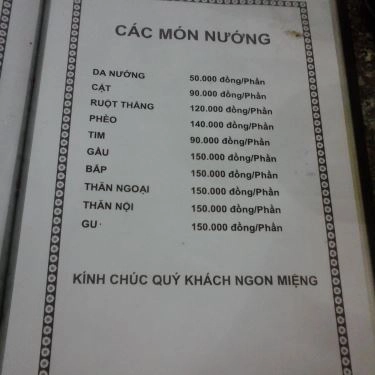 CÁC MÓN NƯỚNG
DA NƯỚNG 50.000 đồng/Phần
CẬT 90.000 đồng/Phần
RUỘT THẲNG 120.000 đồng/Phần
PHÈO 140.000 đồng/Phần
TIM 90.000 đồng/Phần
GẦU 150.000 đồng/Phần
BẮP 150.000 đồng/Phần
THĂN NGOẠI 150.000 đồng/Phần
THĂN NỘI 150.000 đồng/Phần
GU 150.000 đồng/Phần
KÍNH CHÚC QUÝ KHÁCH NGON MIỆNG